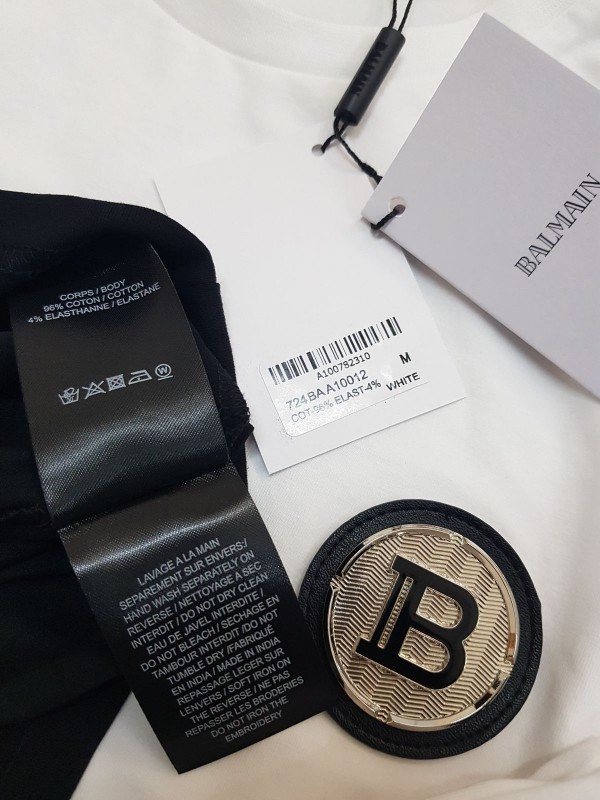 BALMAIN
BALMAIN
CORPS / BODY
96% COTON / COTTON
4% ELASTHANNE / ELASTANE
A100782310
M
724BAA10012
COT-96% ELAST-4%
WHITE
LAVAGE A LA MAIN
SEPAREMENT SUR ENVERS:/
HAND WASH SEPARATELY ON
REVERSE / NETTOYAGE A SEC
INTERDIT / DO NOT DRY CLEAN
EAU DE JAVEL INTERDITE /
DO NOT BLEACH / SECHAGE EN
TAMBOUR INTERDIT /DO NOT
TUMBLE DRY /FABRIQUÉ
EN INDIA / MADE IN INDIA
REPASSAGE LEGER SUR
LENVERS / SOFT IRON ON
THE REVERSE / NE PAS
REPASSER LES BRODERIES
DO NOT IRON THE
EMBROIDERY
B